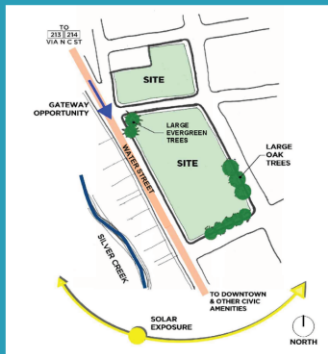 TO
213 214
VIA N C ST
GATEWAY
OPPORTUNITY
SITE
LARGE
EVERGREEN
TREES
SITE
LARGE
OAK
TREES
WATER STREET
SILVER CREEK
TO DOWNTOWN
& OTHER CIVIC
AMENITIES
SOLAR
EXPOSURE
NORTH